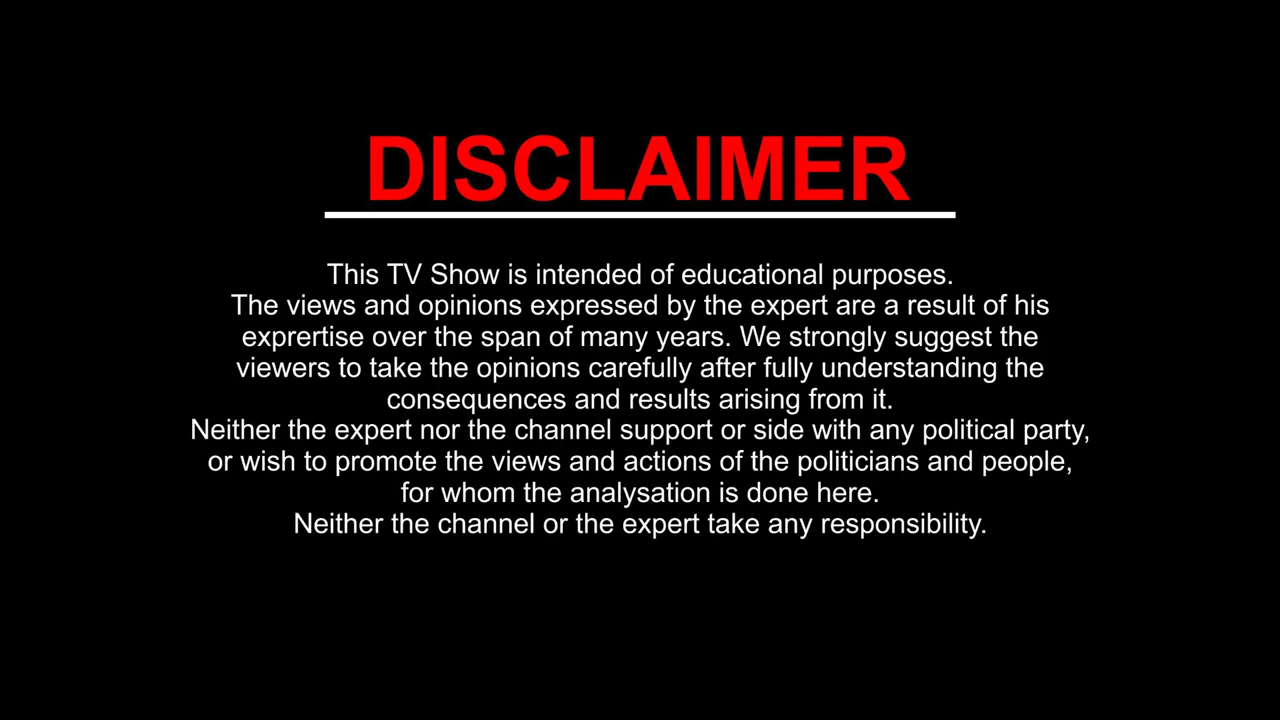 DISCLAIMER
This TV Show is intended of educational purposes.
The views and opinions expressed by the expert are a result of his
exprertise over the span of many years. We strongly suggest the
viewers to take the opinions carefully after fully understanding the
consequences and results arising from it.
Neither the expert nor the channel support or side with any political party,
or wish to promote the views and actions of the politicians and people,
for whom the analysation is done here.
Neither the channel or the expert take any responsibility.